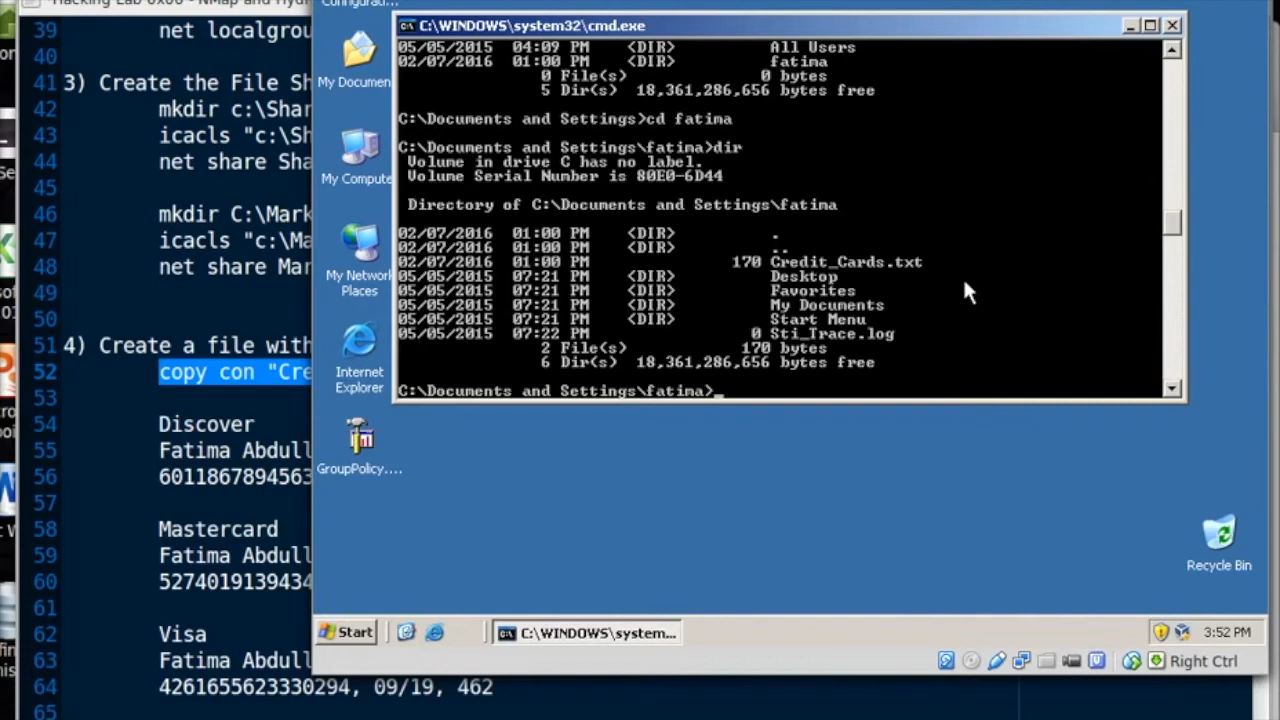 Hacking Lab 0x06 - NMap and Hydr
39 net localgrou
40
41 3) Create the File Sh
42 mkdir c:\Shar
43 icacls "c:\Sh
44 net share Sha
45
46 mkdir C:\Mark
47 icacls "c:\Ma
48 net share Mar
49
50
51 4) Create a file with
52 copy con "Cre
53
54 Discover
55 Fatima Abdull
56 6011867894563
57
58 Mastercard
59 Fatima Abdull
60 5274019139434
61
62 Visa
63 Fatima Abdull
64 4261655623330294, 09/19, 462
65
Configurati...
My Documen
My Compute
My Network
Places
Internet
Explorer
GroupPolicy....
C:\WINDOWS\system32\cmd.exe
05/05/2015 04:09 PM <DIR> All Users
02/07/2016 01:00 PM <DIR> fatima
0 File(s) 0 bytes
5 Dir(s) 18,361,286,656 bytes free
C:\Documents and Settings>cd fatima
C:\Documents and Settings\fatima>dir
Volume in drive C has no label.
Volume Serial Number is 80E0-6D44
Directory of C:\Documents and Settings\fatima
02/07/2016 01:00 PM <DIR> .
02/07/2016 01:00 PM <DIR> ..
02/07/2016 01:00 PM 170 Credit_Cards.txt
05/05/2015 07:21 PM <DIR> Desktop
05/05/2015 07:21 PM <DIR> Favorites
05/05/2015 07:21 PM <DIR> My Documents
05/05/2015 07:21 PM <DIR> Start Menu
05/05/2015 07:22 PM 0 Sti_Trace.log
2 File(s) 170 bytes
6 Dir(s) 18,361,286,656 bytes free
C:\Documents and Settings\fatima>_
Recycle Bin
Start
C:\WINDOWS\system...
3:52 PM
Right Ctrl